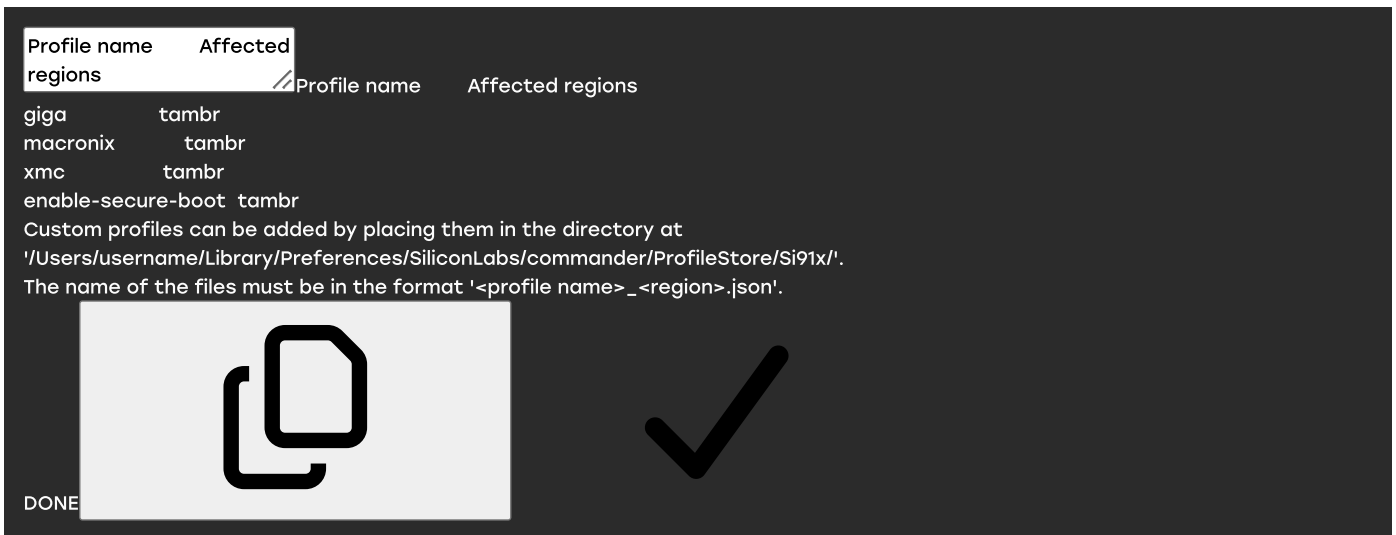 Profile name Affected
regions
Profile name Affected regions
giga tambr
macronix tambr
xmc tambr
enable-secure-boot tambr
Custom profiles can be added by placing them in the directory at
'/Users/username/Library/Preferences/SiliconLabs/commander/ProfileStore/Si91x/'.
The name of the files must be in the format '<profile name>_<region>.json'.
DONE